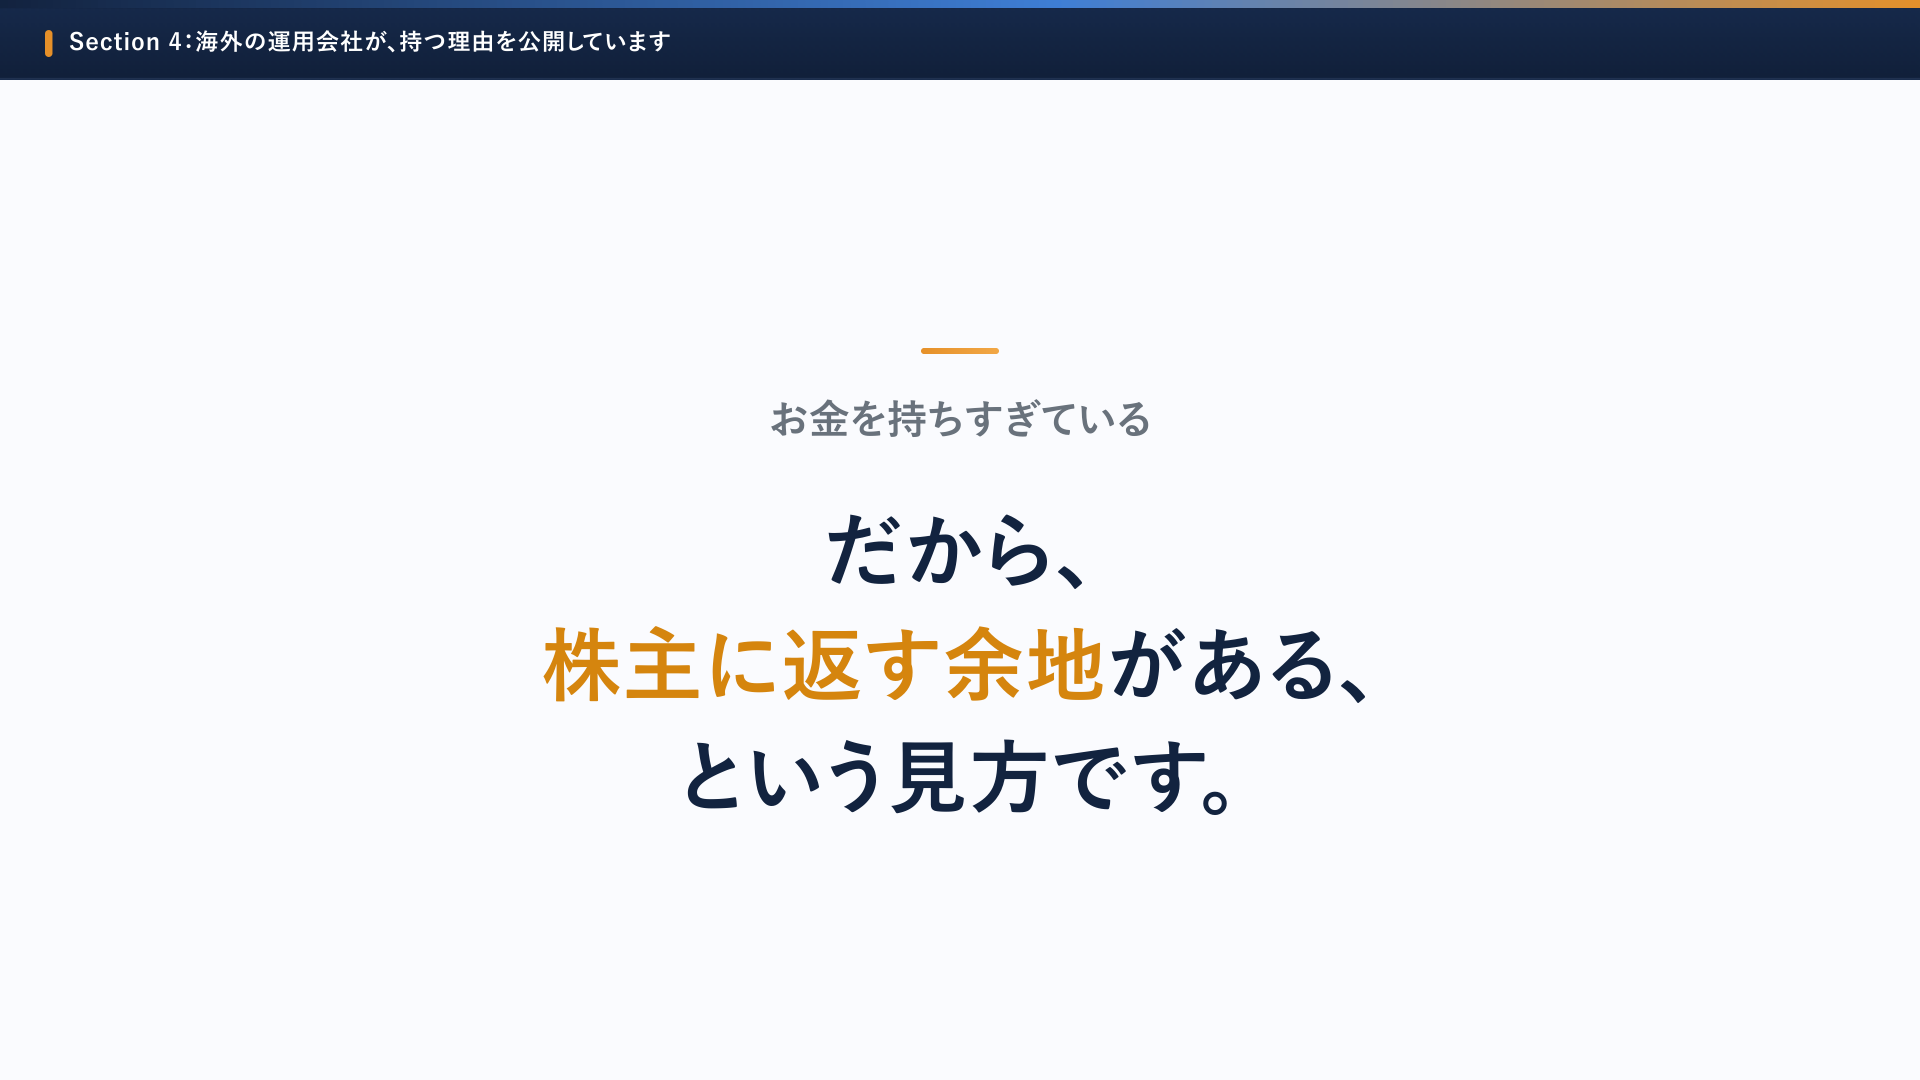 Section 4：海外の運用会社が、持つ理由を公開しています
お金を持ちすぎている
だから、
株主に返す余地がある、
という見方です。